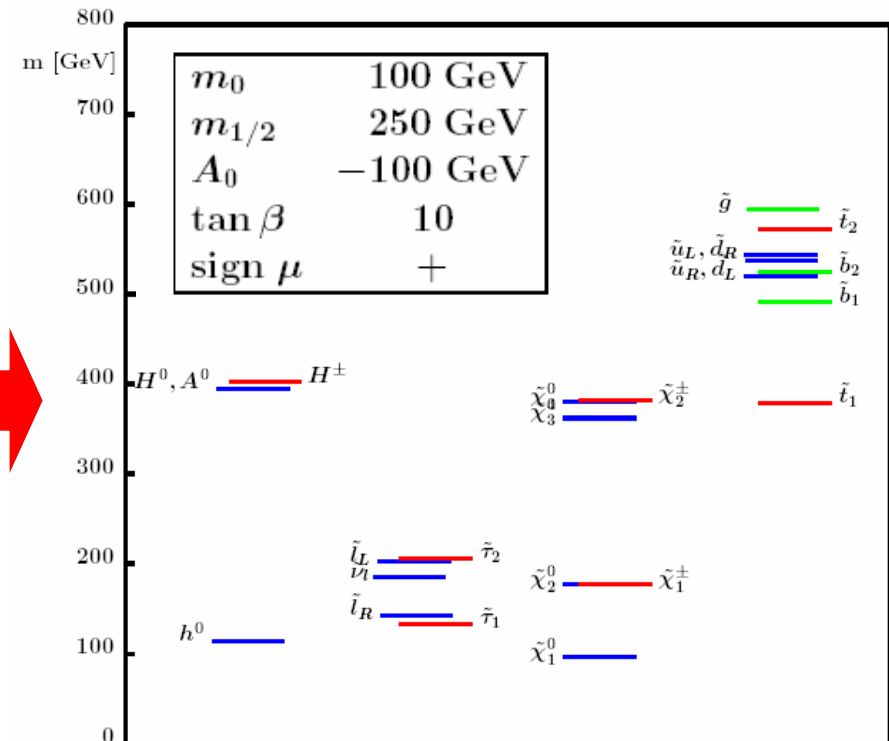 800
m [GeV]
700
600
500
400
300
200
100
0
m₀ 100 GeV
m₁/₂ 250 GeV
A₀ −100 GeV
tan β 10
sign μ +
H⁰, A⁰
H±
h⁰
l̃_L
ν_l
l̃_R
τ̃₂
τ̃₁
χ̃₃⁰
χ̃₂±
χ̃₂⁰
χ̃₁±
χ̃₁⁰
g̃
t̃₂
ũ_L, d̃_R
ũ_R, d̃_L
b̃₂
b̃₁
t̃₁